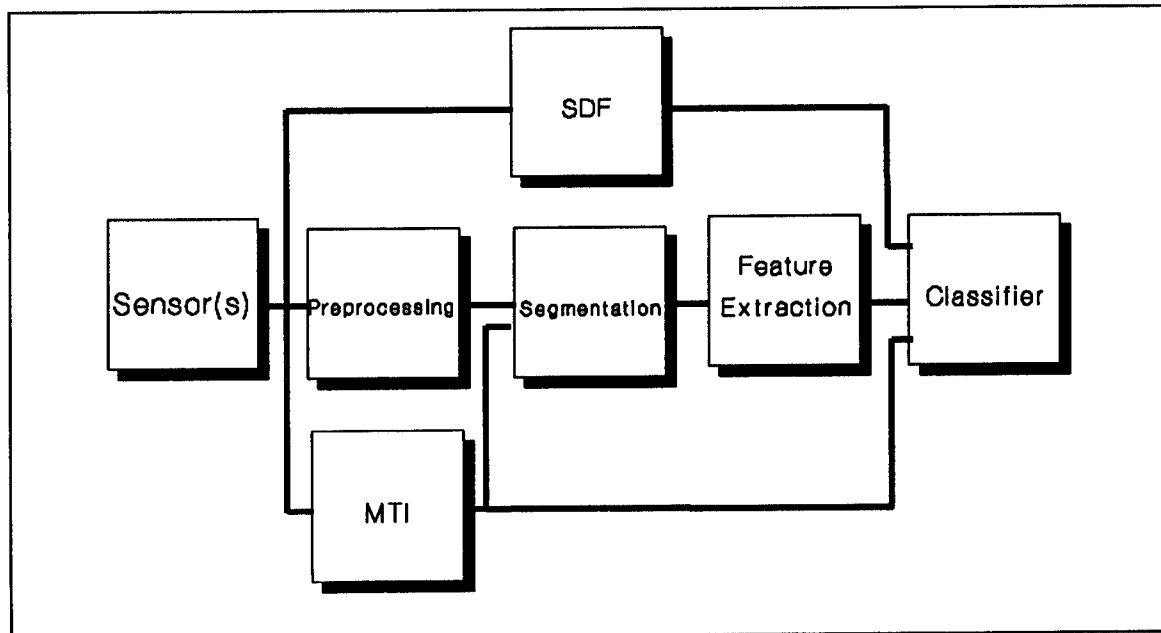 SDF
Sensor(s)
Preprocessing
Segmentation
Feature
Extraction
Classifier
MTI